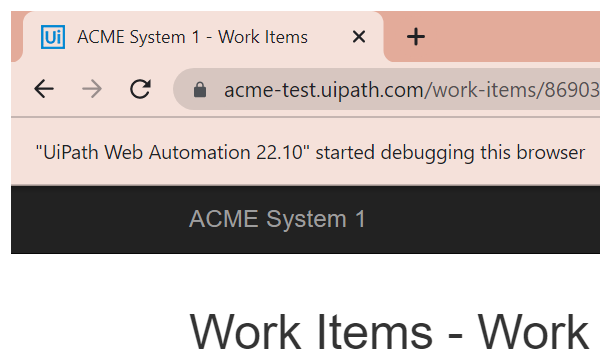 Ui ACME System 1 - Work Items
acme-test.uipath.com/work-items/86903
"UiPath Web Automation 22.10" started debugging this browser
ACME System 1
Work Items - Work